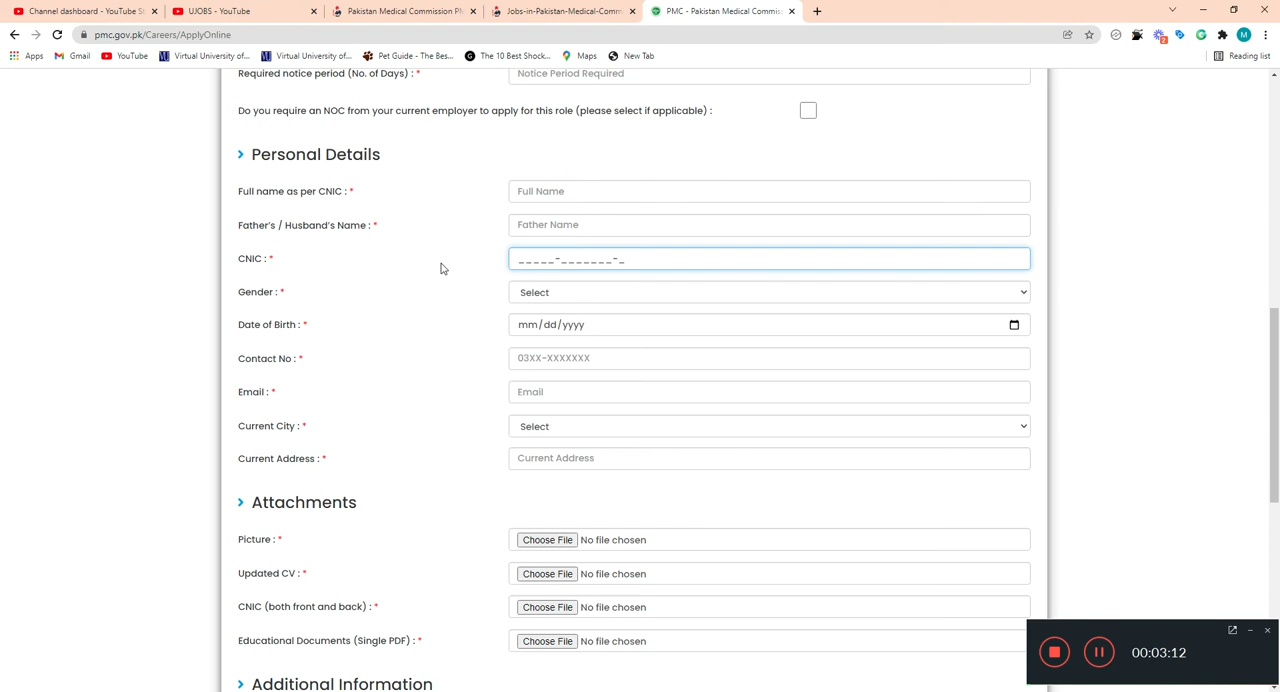 Channel dashboard - YouTube St
UJOBS - YouTube
Pakistan Medical Commission PM
Jobs-in-Pakistan-Medical-Comm
PMC - Pakistan Medical Commis
pmc.gov.pk/Careers/ApplyOnline
Apps
Gmail
YouTube
Virtual University of...
Virtual University of...
Pet Guide - The Bes...
The 10 Best Shock...
Maps
New Tab
Reading list
Required notice period (No. of Days) : *
Notice Period Required
Do you require an NOC from your current employer to apply for this role (please select if applicable) :
Personal Details
Full name as per CNIC : *
Full Name
Father's / Husband's Name : *
Father Name
CNIC : *
_____-_______-_
Gender : *
Select
Date of Birth : *
mm/dd/yyyy
Contact No : *
03XX-XXXXXXX
Email : *
Email
Current City : *
Select
Current Address : *
Current Address
Attachments
Picture : *
Choose File No file chosen
Updated CV : *
Choose File No file chosen
CNIC (both front and back) : *
Choose File No file chosen
Educational Documents (Single PDF) : *
Choose File No file chosen
Additional Information
00:03:12
2
M